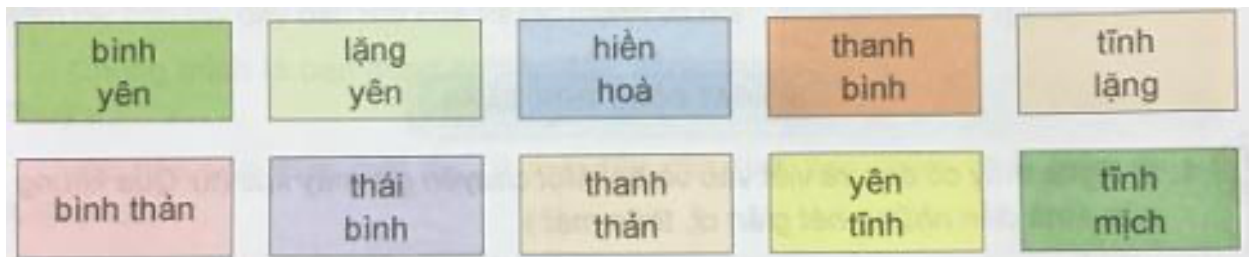 bình
yên
lặng
yên
hiền
hoà
thanh
bình
tĩnh
lặng
bình thản
thái
bình
thanh
thản
yên
tĩnh
tĩnh
mịch